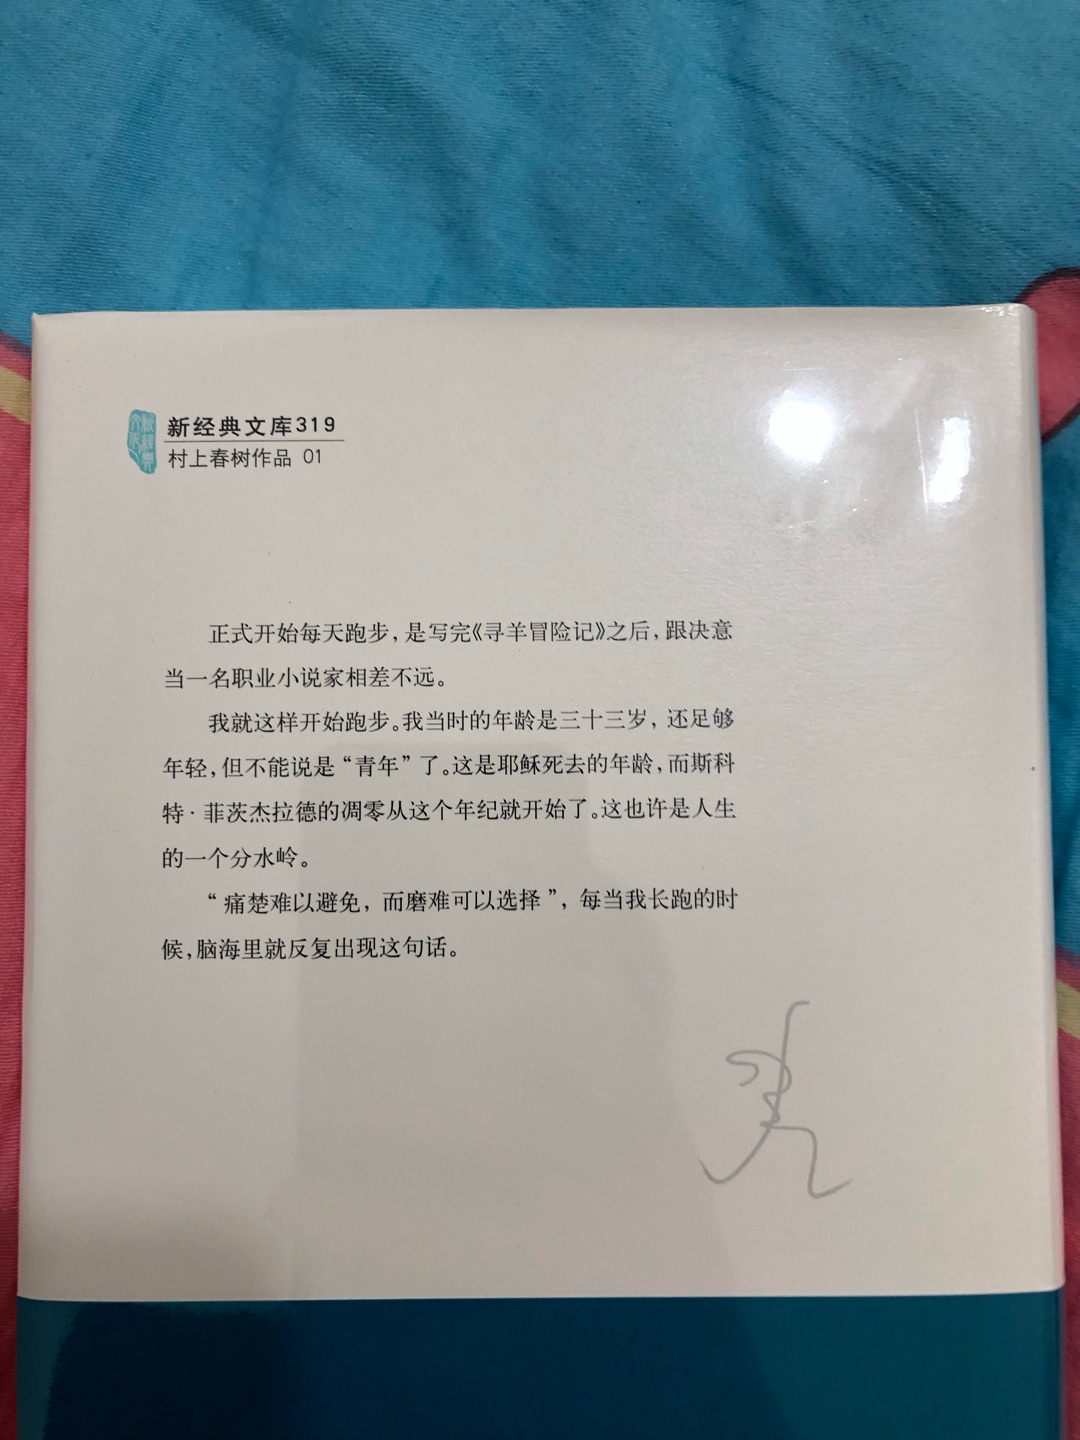 新经典文库319
村上春树作品 01
正式开始每天跑步，是写完《寻羊冒险记》之后，跟决意
当一名职业小说家相差不远。
我就这样开始跑步。我当时的年龄是三十三岁，还足够
年轻，但不能说是“青年”了。这是耶稣死去的年龄，而斯科
特·菲茨杰拉德的凋零从这个年纪就开始了。这也许是人生
的一个分水岭。
“痛楚难以避免，而磨难可以选择”，每当我长跑的时
候，脑海里就反复出现这句话。